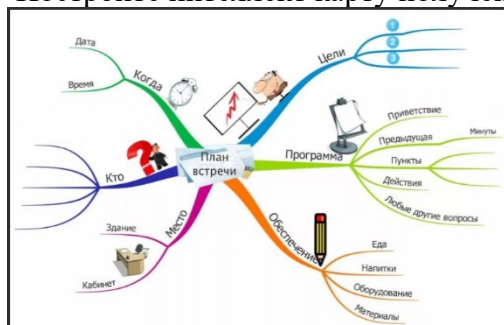 Дата
Время
Когда
Цели
1
2
3
Приветствие
Предыдущая
Минуты
Пункты
Действия
Любые другие вопросы
Программа
План
встречи
Кто
Место
Здание
Кабинет
Обеспечение
Еда
Напитки
Оборудование
Материалы